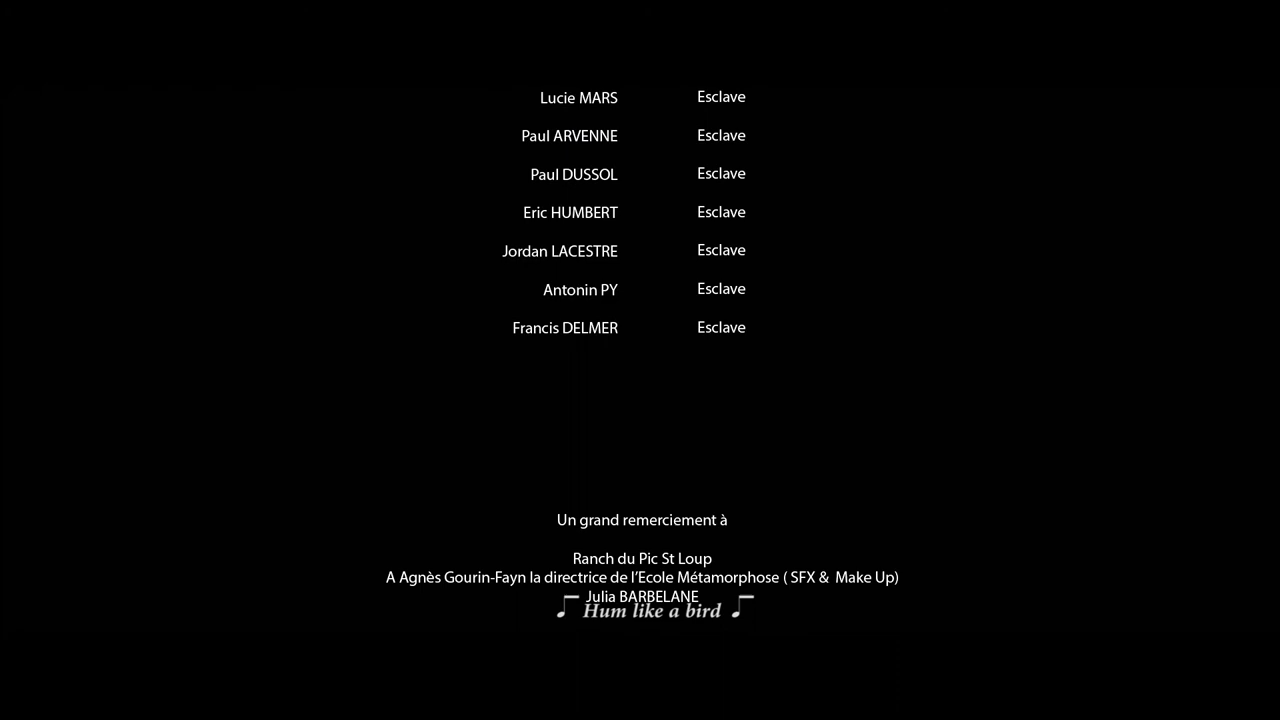 Lucie MARS Esclave
Paul ARVENNE Esclave
Paul DUSSOL Esclave
Eric HUMBERT Esclave
Jordan LACESTRE Esclave
Antonin PY Esclave
Francis DELMER Esclave
Un grand remerciement à
Ranch du Pic St Loup
A Agnès Gourin-Fayn la directrice de l'Ecole Métamorphose ( SFX & Make Up)
Julia BARBELANE
Hum like a bird